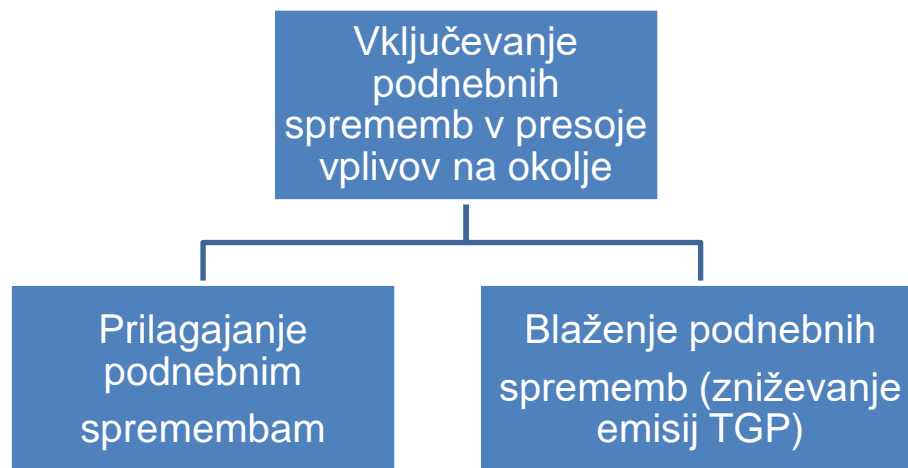 Vključevanje
podnebnih
sprememb v presoje
vplivov na okolje
Prilagajanje
podnebnim
spremembam
Blaženje podnebnih
sprememb (zniževanje
emisij TGP)